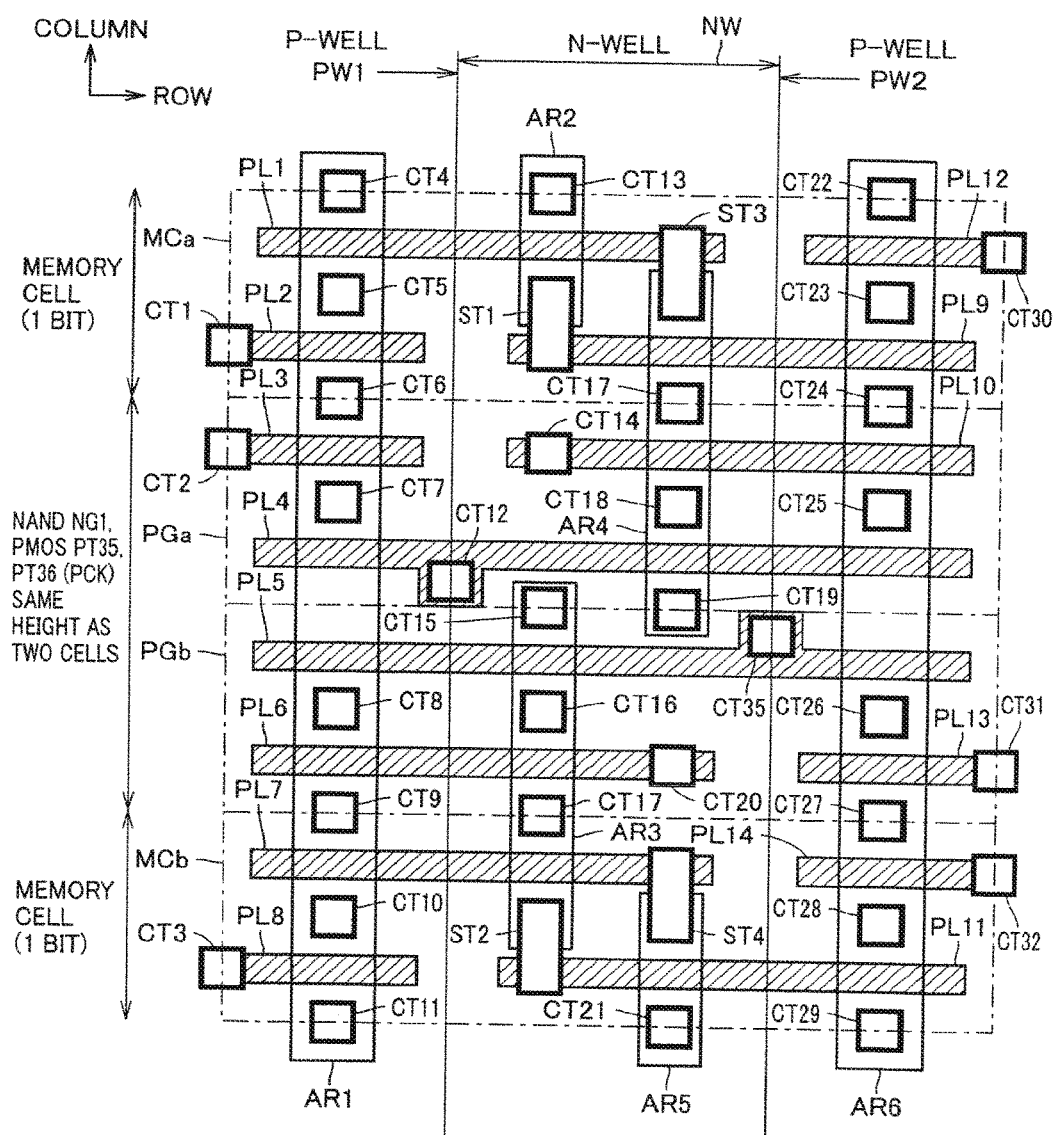 COLUMN
ROW
P-WELL
PW1
N-WELL
NW
P-WELL
PW2
AR2
PL1
CT4
CT13
CT22
PL12
ST3
MCa
MEMORY
CELL
(1 BIT)
CT1
PL2
CT5
ST1
CT23
PL9
CT30
PL3
CT6
CT17
CT24
PL10
CT14
CT2
CT7
CT18
CT25
PL4
CT12
AR4
NAND NG1,
PMOS PT35,
PT36 (PCK)
SAME
HEIGHT AS
TWO CELLS
PGa
PL5
CT15
CT19
PGb
PL6
CT8
CT16
CT35
CT26
PL13
CT31
PL7
CT9
CT17
CT20
CT27
AR3
PL14
MCb
MEMORY
CELL
(1 BIT)
CT3
PL8
CT10
ST2
ST4
CT28
PL11
CT32
CT11
CT21
CT29
AR1
AR5
AR6